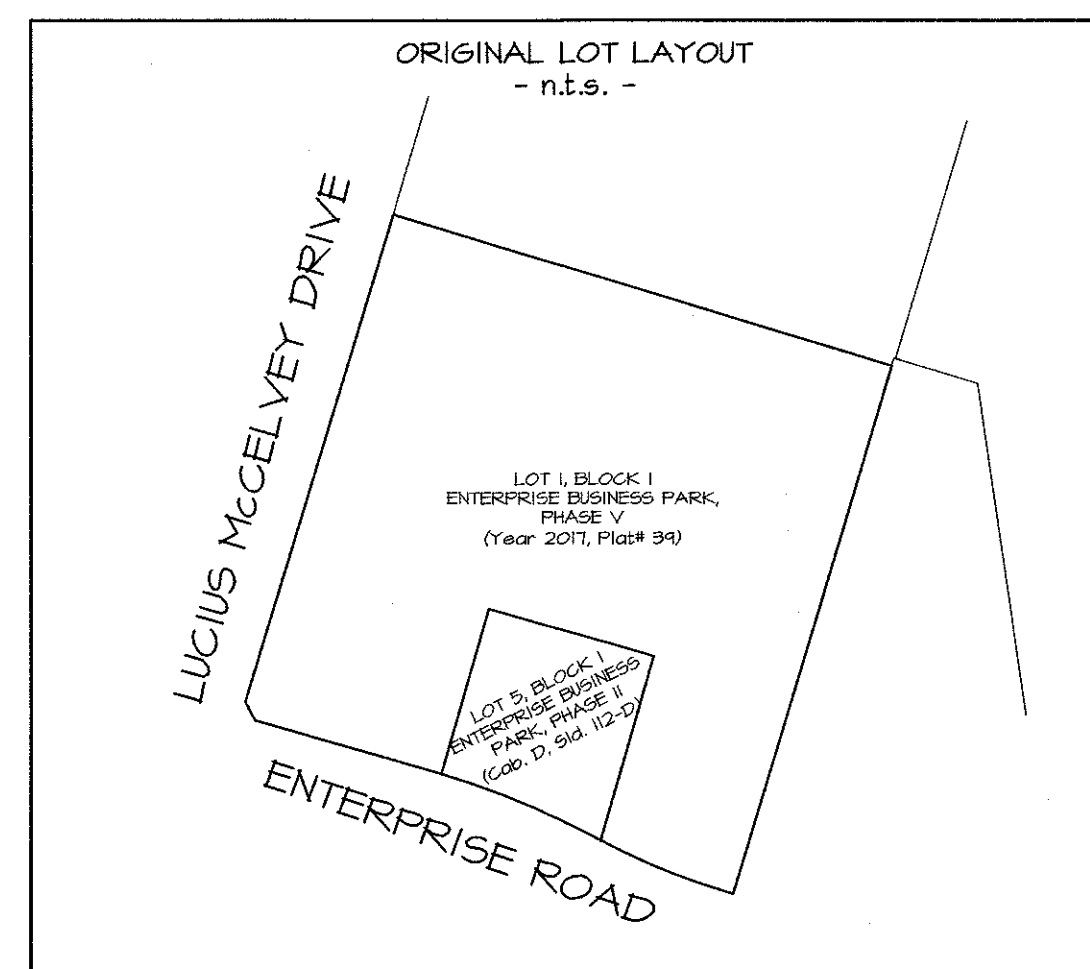 ORIGINAL LOT LAYOUT
- n.t.s. -
LUCIUS McCELVEY DRIVE
LOT 1, BLOCK 1
ENTERPRISE BUSINESS PARK,
PHASE V
(Year 2017, Plat# 39)
LOT 5, BLOCK 1
ENTERPRISE BUSINESS
PARK, PHASE II
(Cab. D, Sld. 112-D)
ENTERPRISE ROAD